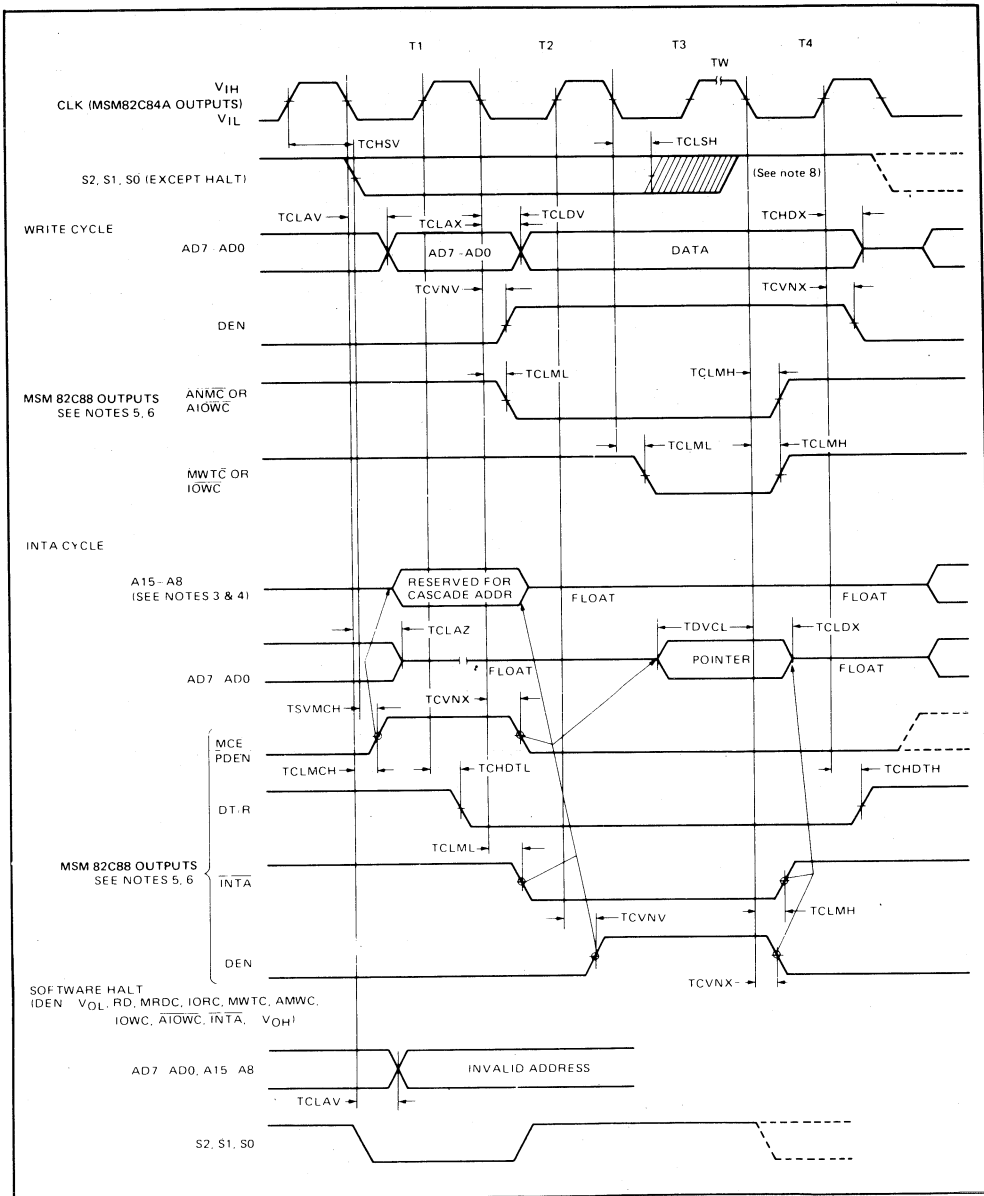 T1 T2 T3 T4
TW
VIH
CLK (MSM82C84A OUTPUTS)
VIL
TCHSV
TCLSH
S2, S1, S0 (EXCEPT HALT)
(See note 8)
TCLAV
TCLAX
TCLDV
TCHDX
WRITE CYCLE
AD7-AD0
AD7-AD0
DATA
TCVNV
TCVNX
DEN
TCLML
TCLMH
MSM 82C88 OUTPUTS
SEE NOTES 5, 6
ANMC OR
AIOWC
TCLML
TCLMH
MWTC OR
IOWC
INTA CYCLE
A15-A8
(SEE NOTES 3 & 4)
RESERVED FOR
CASCADE ADDR
FLOAT
FLOAT
TCLAZ
TDVCL
TCLDX
AD7 AD0
FLOAT
POINTER
FLOAT
TSVMCH
TCVNX
MCE
PDEN
TCLMCH
TCHDTL
TCHDTH
DT/R
TCLML
MSM 82C88 OUTPUTS
SEE NOTES 5, 6
INTA
TCLMH
TCVNV
DEN
TCVNX
SOFTWARE HALT
(DEN VOL, RD, MRDC, IORC, MWTC, AMWC,
IOWC, AIOWC, INTA, VOH)
AD7 AD0, A15 A8
INVALID ADDRESS
TCLAV
S2, S1, S0